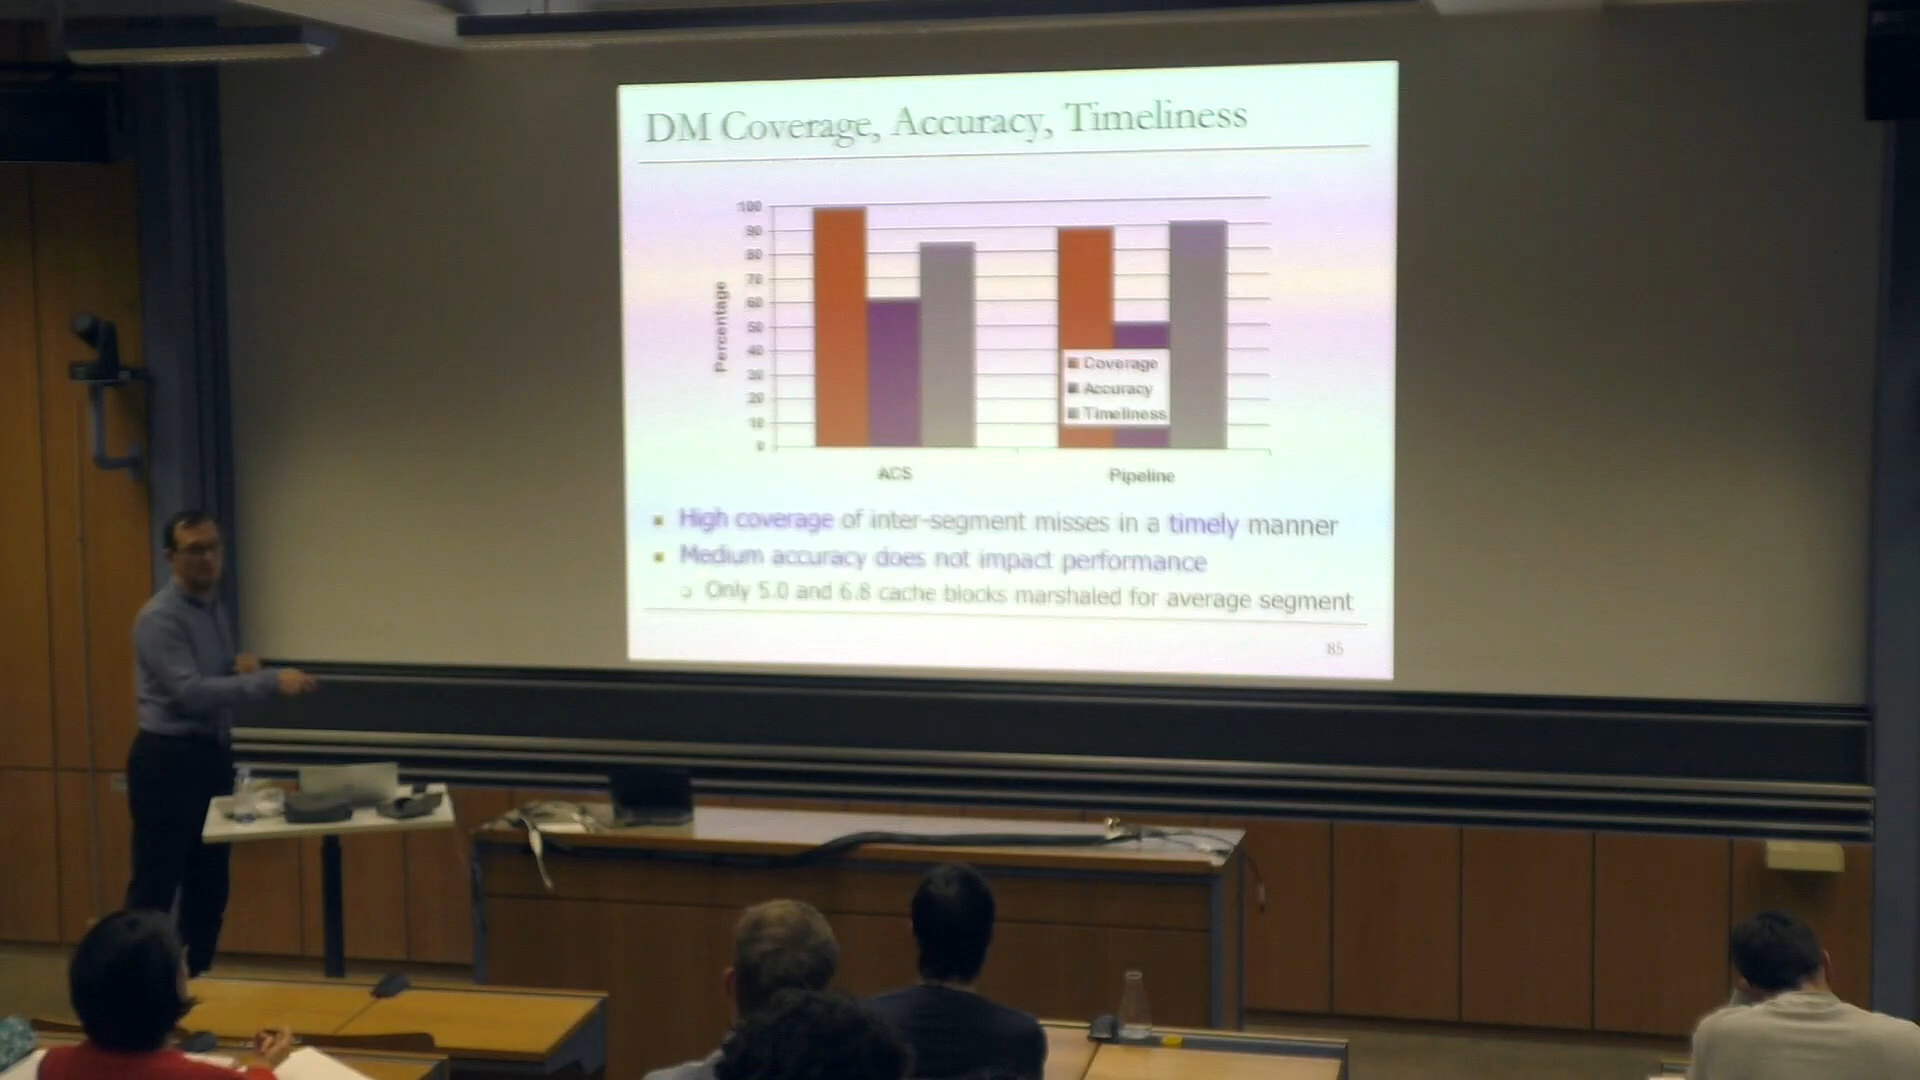 DM Coverage, Accuracy, Timeliness
100
90
80
70
60
50
40
30
20
10
0
Percentage
Coverage
Accuracy
Timeliness
ACS
Pipeline
High coverage of inter-segment misses in a timely manner
Medium accuracy does not impact performance
Only 5.0 and 6.8 cache blocks marshaled for average segment
85